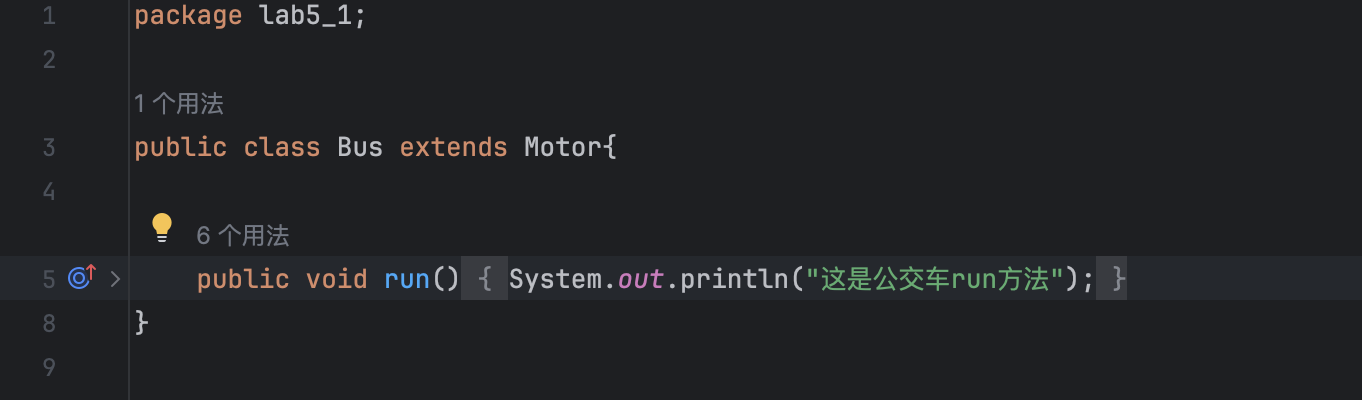 1 package lab5_1;
2
1 个用法
3 public class Bus extends Motor{
4
6 个用法
5 public void run() { System.out.println("这是公交车run方法"); }
8 }
9